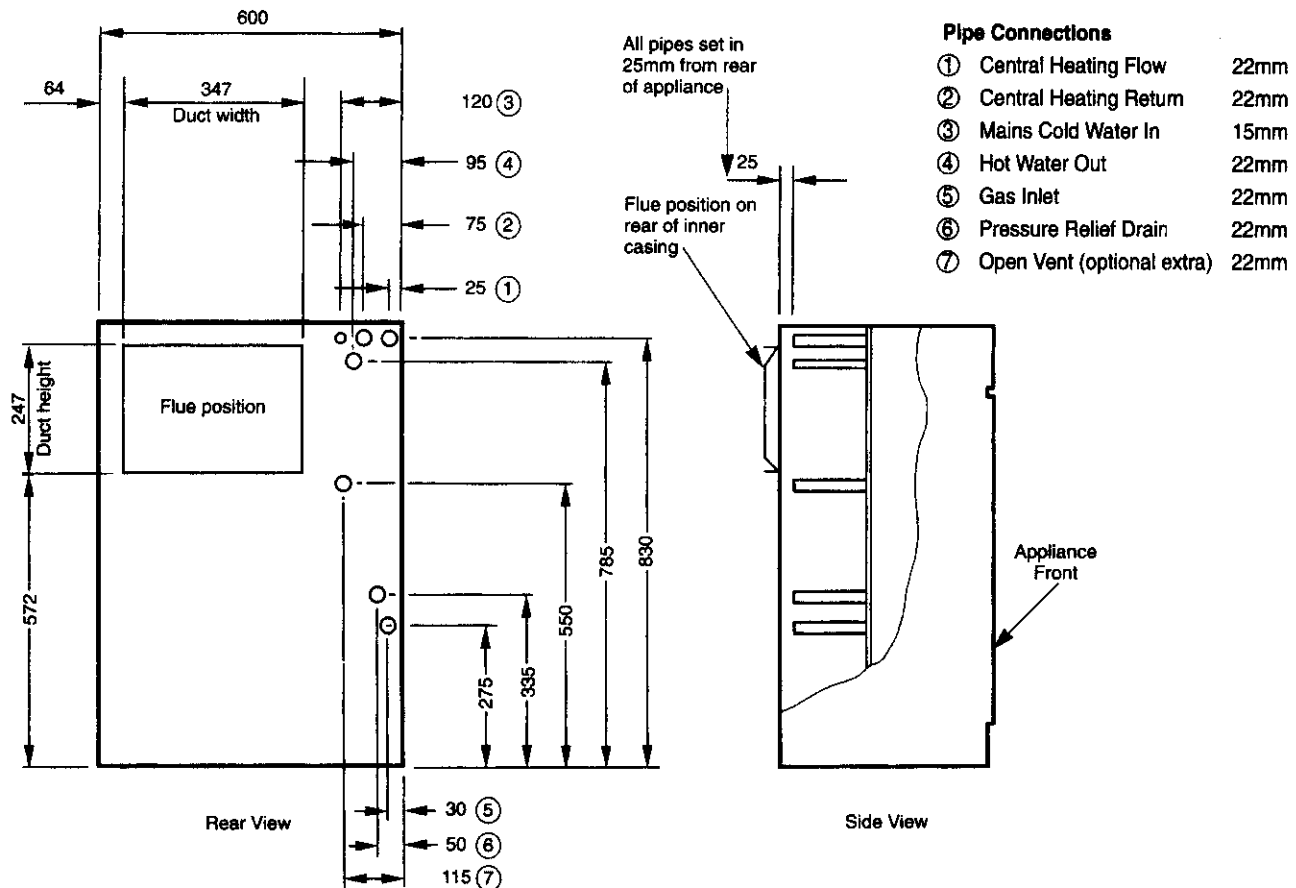 600
64
347
Duct width
120 ③
95 ④
75 ②
25 ①
247
Duct height
Flue position
572
785
830
550
335
275
30 ⑤
50 ⑥
115 ⑦
Rear View
All pipes set in
25mm from rear
of appliance
25
Flue position on
rear of inner
casing
Appliance
Front
Side View
Pipe Connections
① Central Heating Flow 22mm
② Central Heating Return 22mm
③ Mains Cold Water In 15mm
④ Hot Water Out 22mm
⑤ Gas Inlet 22mm
⑥ Pressure Relief Drain 22mm
⑦ Open Vent (optional extra) 22mm